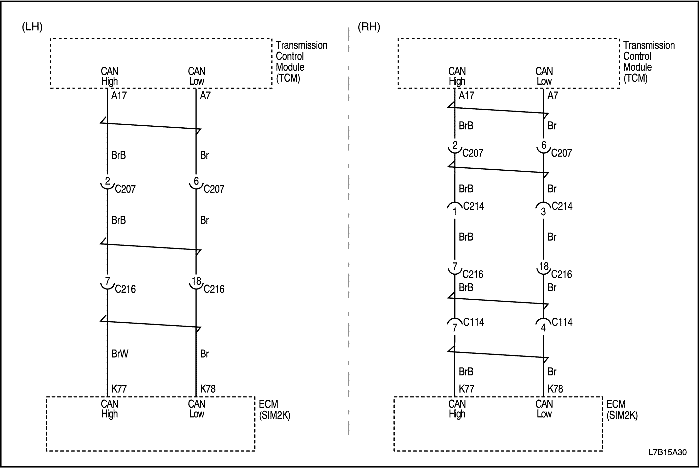 (LH)
Transmission
Control
Module
(TCM)
CAN
High
CAN
Low
A17
A7
BrB
Br
2
C207
6
C207
BrB
Br
7
C216
18
C216
BrW
Br
K77
K78
CAN
High
CAN
Low
ECM
(SIM2K)
(RH)
Transmission
Control
Module
(TCM)
CAN
High
CAN
Low
A17
A7
BrB
Br
2
C207
6
C207
BrB
Br
1
C214
3
C214
BrB
Br
7
C216
18
C216
BrB
Br
7
C114
4
C114
BrB
Br
K77
K78
CAN
High
CAN
Low
ECM
(SIM2K)
L7B15A30